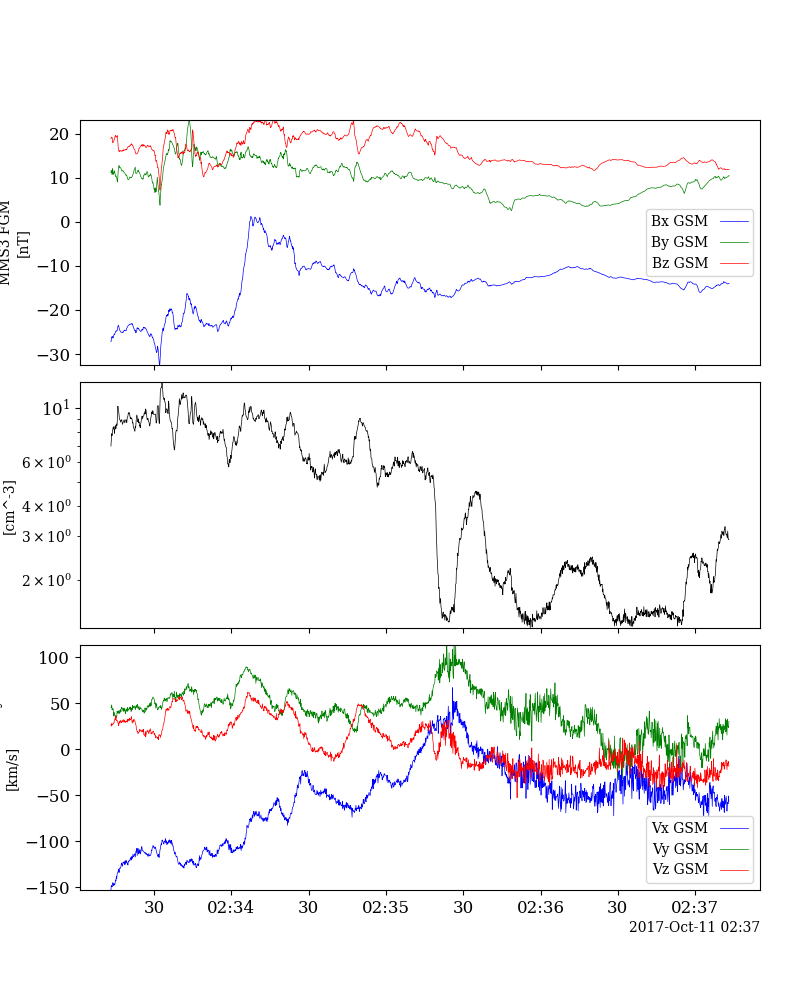 20
10
0
−10
−20
−30
MMS3 FGM
[nT]
Bx GSM
By GSM
Bz GSM
10¹
6 × 10⁰
4 × 10⁰
3 × 10⁰
2 × 10⁰
[cm^-3]
100
50
0
−50
−100
−150
[km/s]
Vx GSM
Vy GSM
Vz GSM
30 02:34 30 02:35 30 02:36 30 02:37
2017-Oct-11 02:37